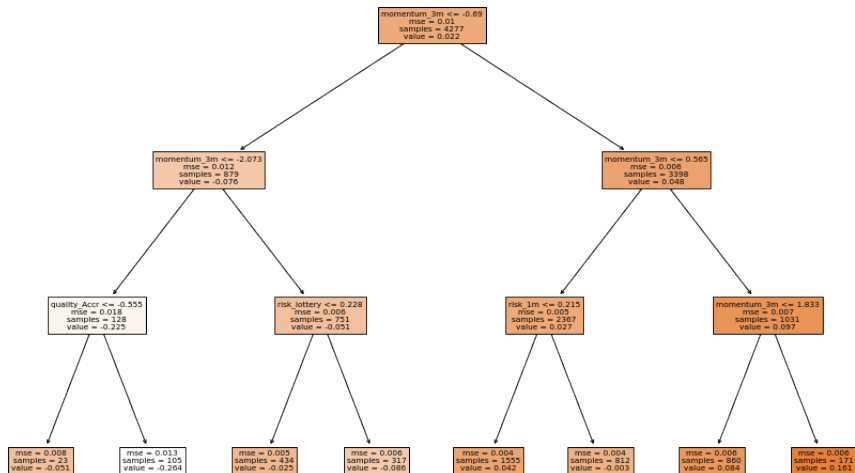 momentum_3m <= -0.69
mse = 0.01
samples = 4277
value = 0.022
momentum_3m <= -2.073
mse = 0.012
samples = 879
value = -0.076
momentum_3m <= 0.565
mse = 0.006
samples = 3398
value = 0.048
quality_Accr <= -0.555
mse = 0.018
samples = 128
value = -0.225
risk_lottery <= 0.228
mse = 0.006
samples = 751
value = -0.051
risk_1m <= 0.215
mse = 0.005
samples = 2367
value = 0.027
momentum_3m <= 1.833
mse = 0.007
samples = 1031
value = 0.097
mse = 0.008
samples = 23
value = -0.051
mse = 0.013
samples = 105
value = -0.264
mse = 0.005
samples = 434
value = -0.025
mse = 0.006
samples = 317
value = -0.086
mse = 0.004
samples = 1555
value = 0.042
mse = 0.004
samples = 812
value = -0.003
mse = 0.006
samples = 860
value = 0.084
mse = 0.006
samples = 171
value = 0.161